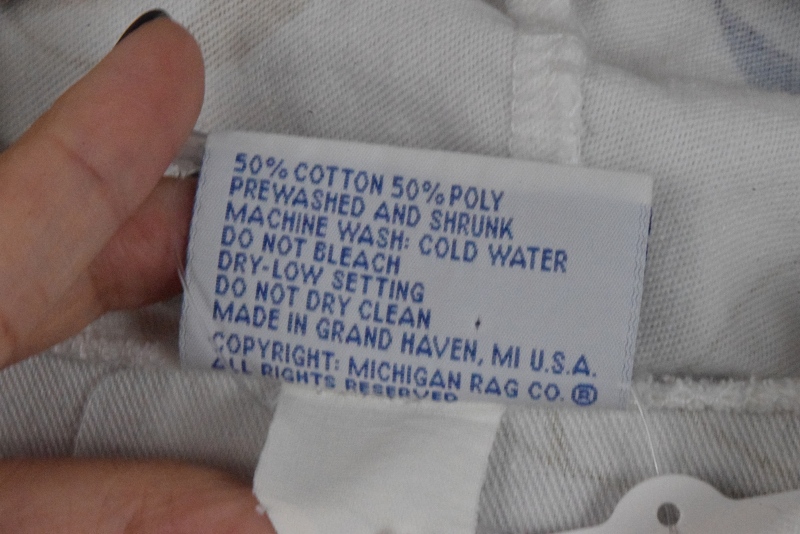 50% COTTON 50% POLY
PREWASHED AND SHRUNK
MACHINE WASH: COLD WATER
DO NOT BLEACH
DRY-LOW SETTING
DO NOT DRY CLEAN
MADE IN GRAND HAVEN, MI U.S.A.
COPYRIGHT: MICHIGAN RAG CO. ®
ALL RIGHTS RESERVED